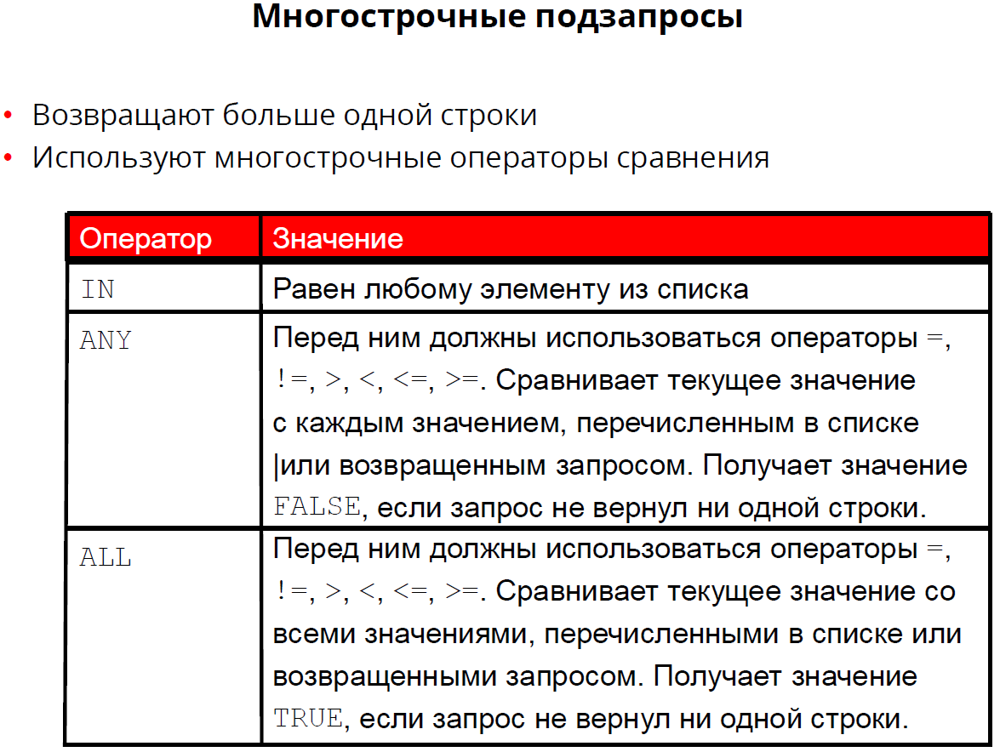 Многострочные подзапросы
• Возвращают больше одной строки
• Используют многострочные операторы сравнения
Оператор Значение
IN Равен любому элементу из списка
ANY Перед ним должны использоваться операторы =,
!=, >, <, <=, >=. Сравнивает текущее значение
с каждым значением, перечисленным в списке
|или возвращенным запросом. Получает значение
FALSE, если запрос не вернул ни одной строки.
ALL Перед ним должны использоваться операторы =,
!=, >, <, <=, >=. Сравнивает текущее значение со
всеми значениями, перечисленными в списке или
возвращенными запросом. Получает значение
TRUE, если запрос не вернул ни одной строки.